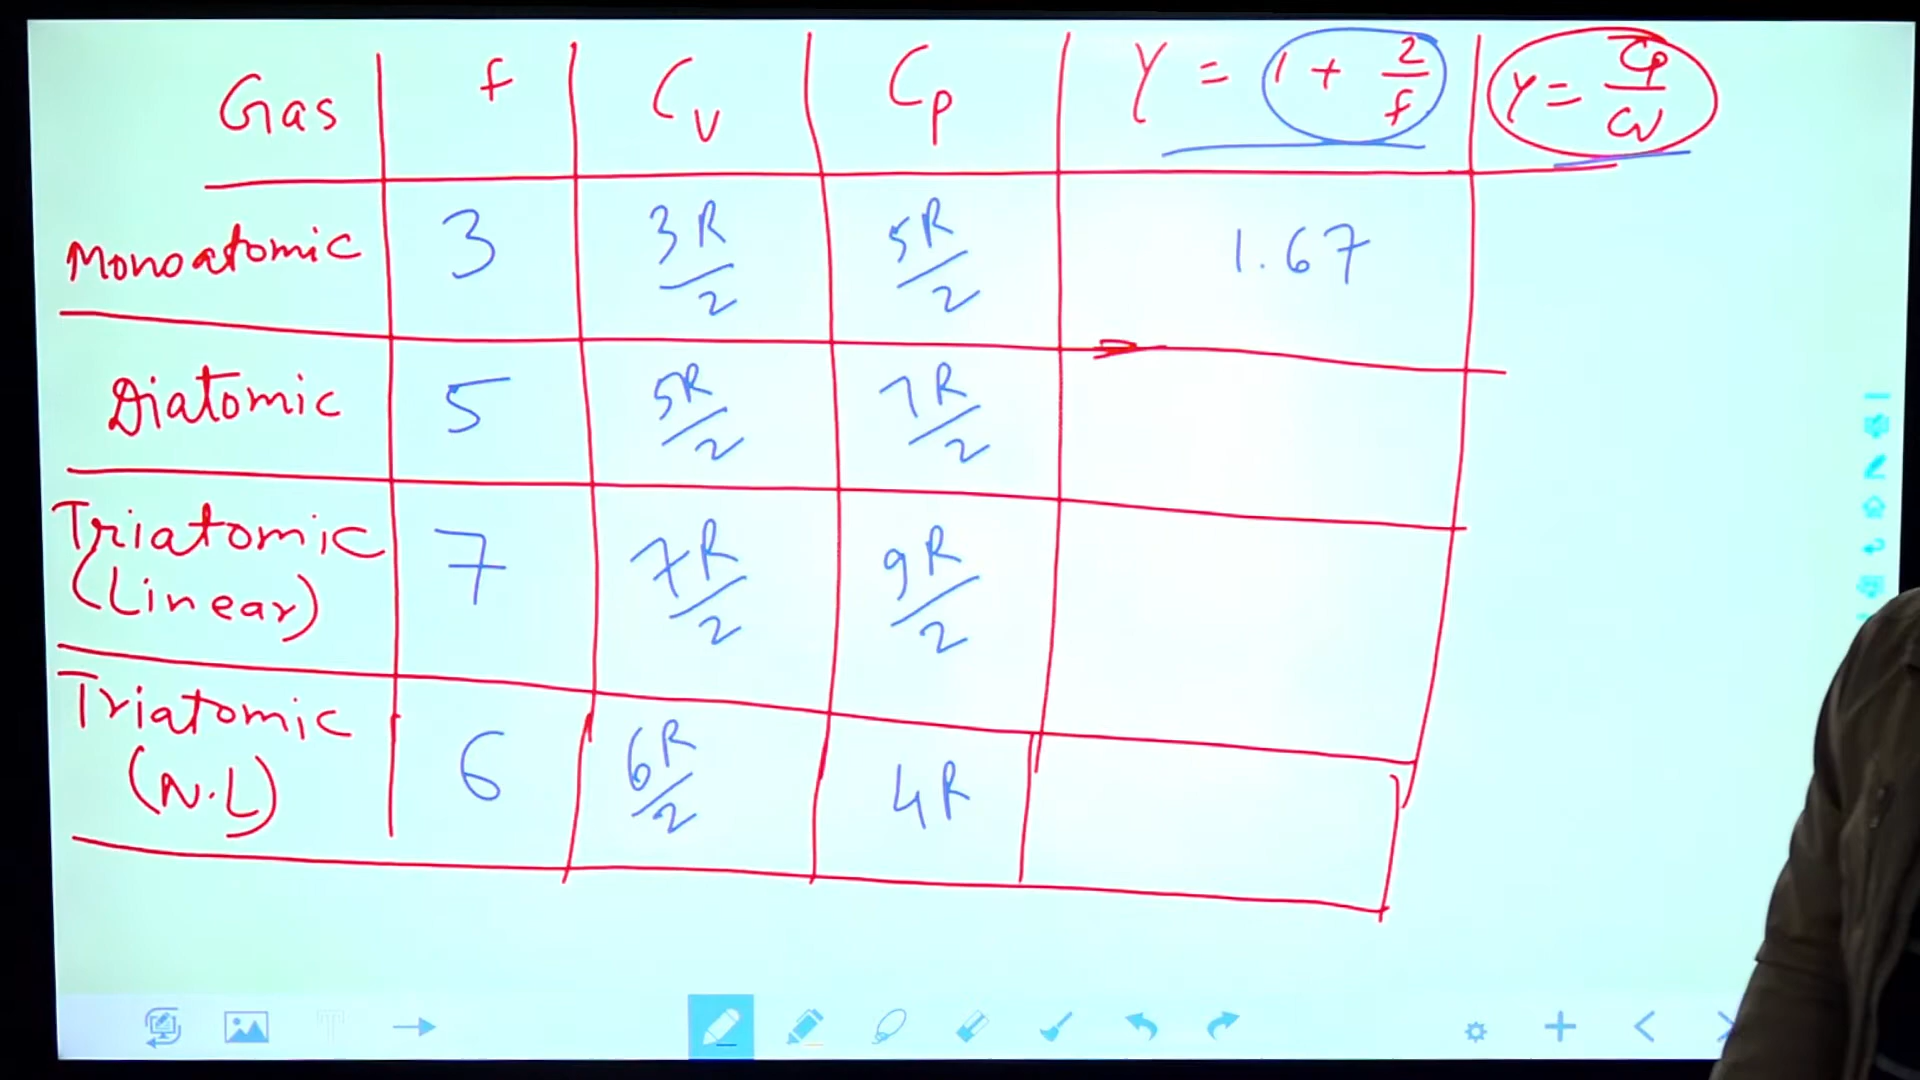 Gas f Cv Cp γ = 1 + 2/f γ = Cp/Cv
Monoatomic 3 3R/2 5R/2 1.67
Diatomic 5 5R/2 7R/2
Triatomic (Linear) 7 7R/2 9R/2
Triatomic (N.L) 6 6R/2 4R